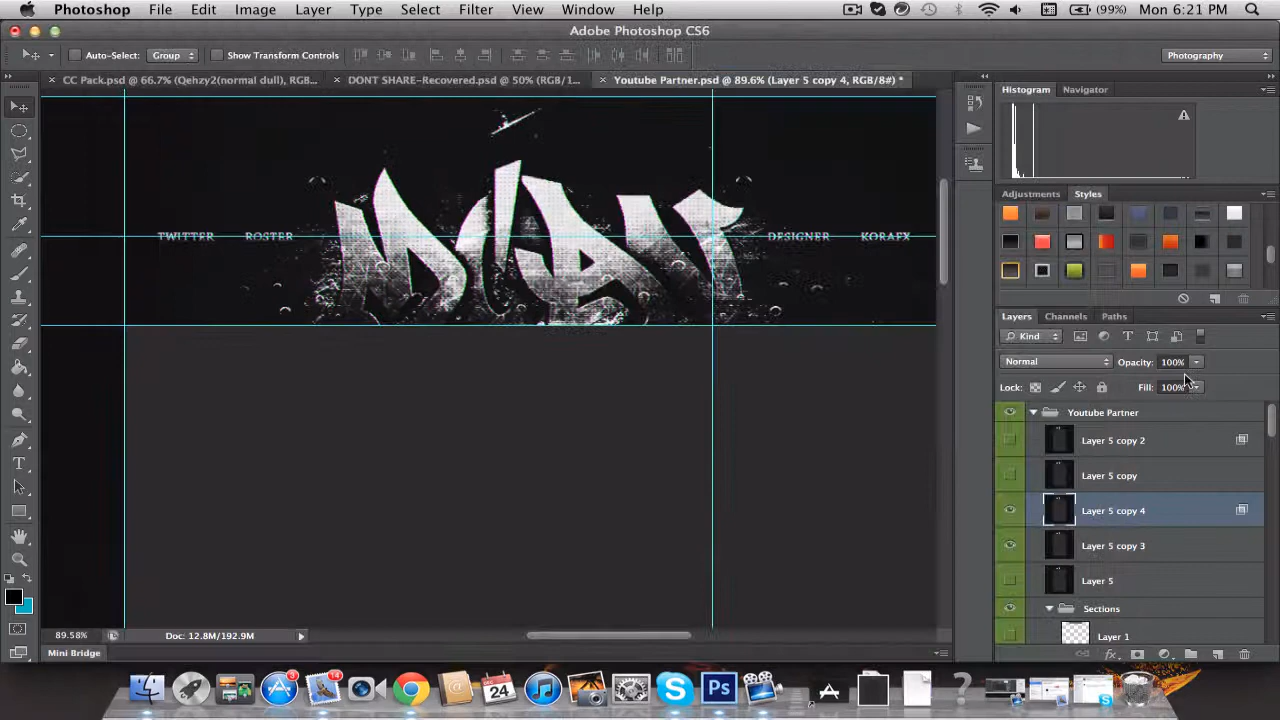 Photoshop File Edit Image Layer Type Select Filter View Window Help (99%) Mon 6:21 PM
Adobe Photoshop CS6
Auto-Select: Group Show Transform Controls Photography
CC Pack.psd @ 66.7% (Qehzy2(normal dull), RGB... DONT SHARE-Recovered.psd @ 50% (RGB/1... Youtube Partner.psd @ 89.6% (Layer 5 copy 4, RGB/8#) *
Histogram Navigator
Adjustments Styles
TWITTER ROSTER DESIGNER KORAFX
Layers Channels Paths
Kind
Normal Opacity: 100%
Lock: Fill: 100%
Youtube Partner
Layer 5 copy 2
Layer 5 copy
Layer 5 copy 4
Layer 5 copy 3
Layer 5
Sections
Layer 1
89.58% Doc: 12.8M/192.9M
Mini Bridge
3 14 DEC 24